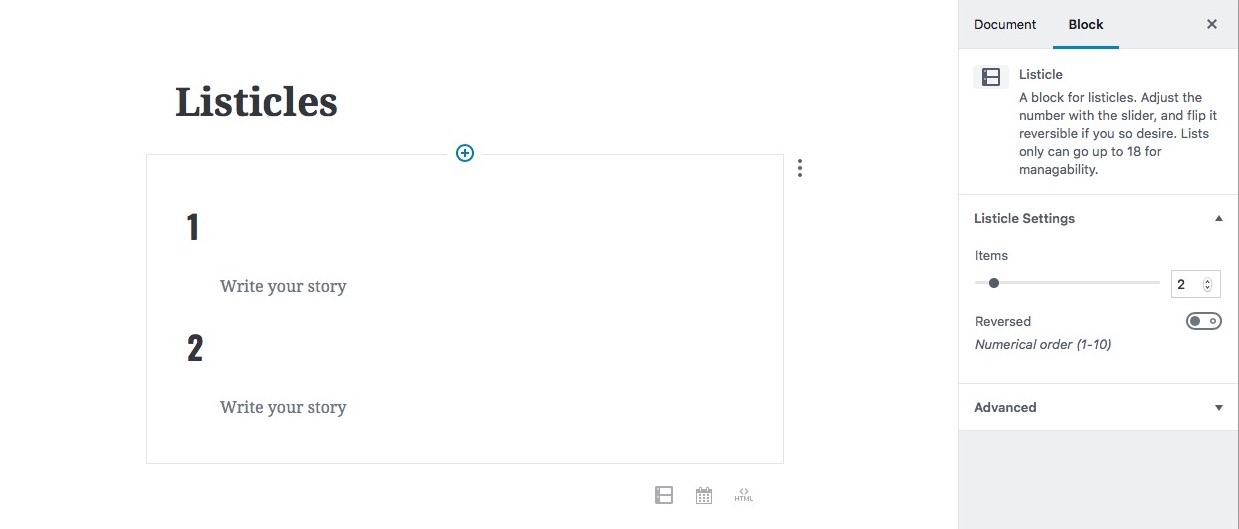 Document Block
Listicles
1
Write your story
2
Write your story
HTML
Listicle
A block for listicles. Adjust the
number with the slider, and flip it
reversible if you so desire. Lists
only can go up to 18 for
managability.
Listicle Settings
Items
2
Reversed
Numerical order (1-10)
Advanced